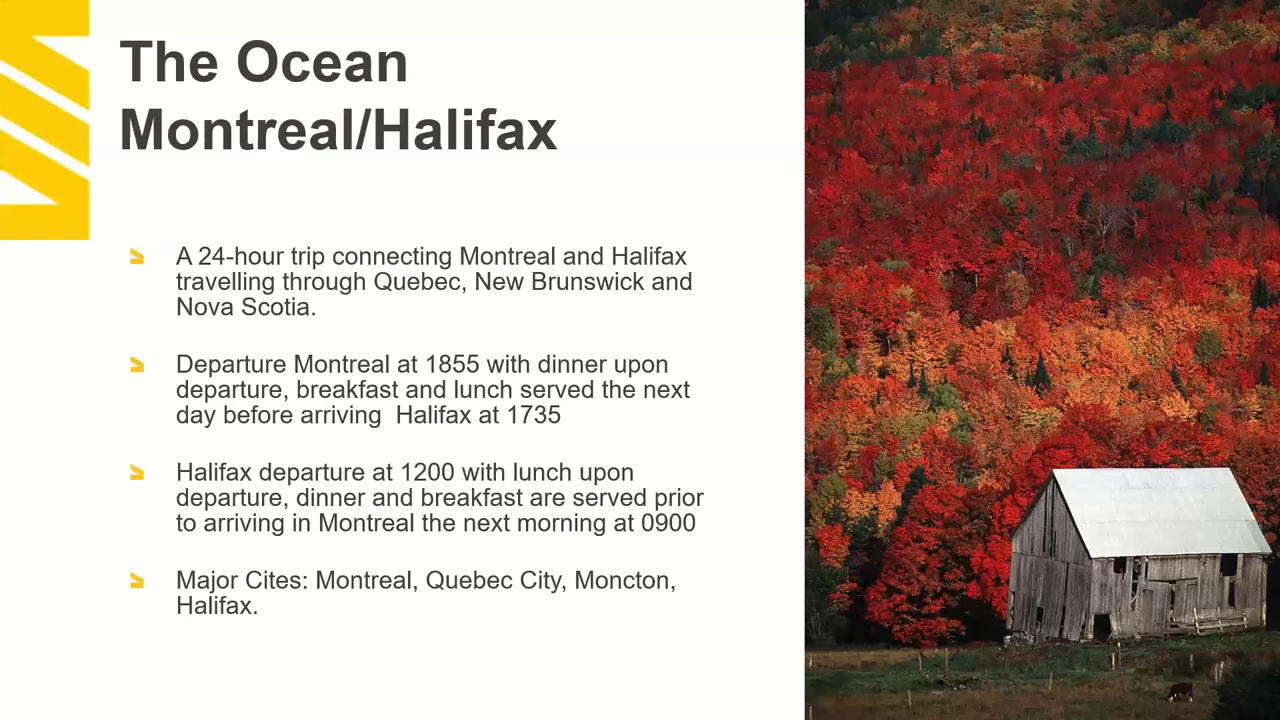 The Ocean
Montreal/Halifax
A 24-hour trip connecting Montreal and Halifax
travelling through Quebec, New Brunswick and
Nova Scotia.
Departure Montreal at 1855 with dinner upon
departure, breakfast and lunch served the next
day before arriving  Halifax at 1735
Halifax departure at 1200 with lunch upon
departure, dinner and breakfast are served prior
to arriving in Montreal the next morning at 0900
Major Cites: Montreal, Quebec City, Moncton,
Halifax.